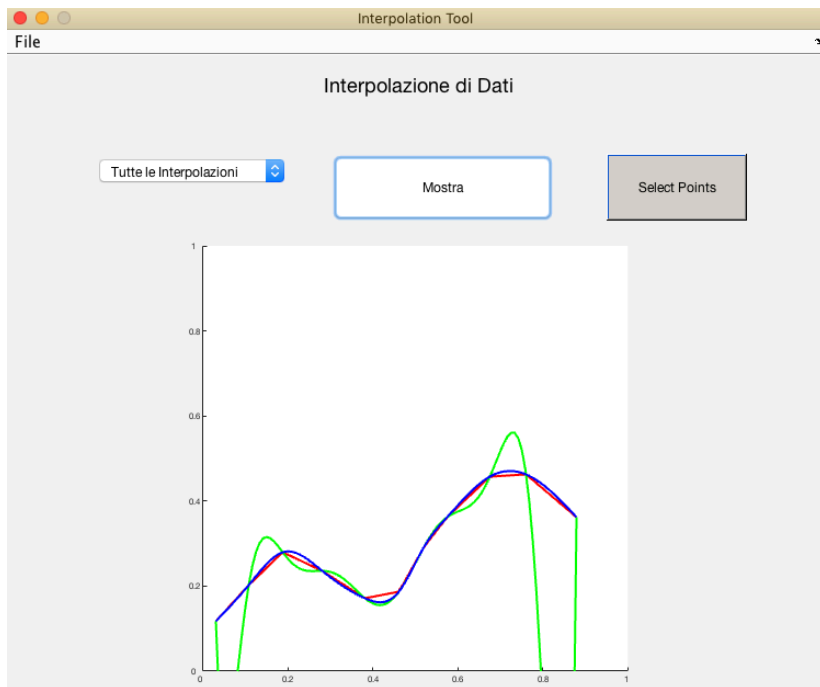 Interpolation Tool
File
Interpolazione di Dati
Tutte le Interpolazioni
Mostra
Select Points
1
0.8
0.6
0.4
0.2
0
0
0.2
0.4
0.6
0.8
1